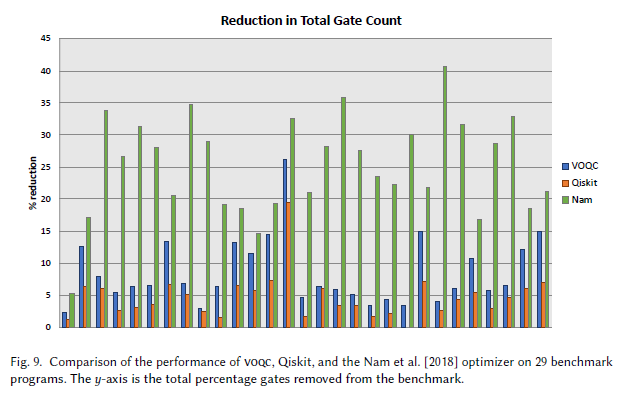 Reduction in Total Gate Count
45
40
35
30
25
20
15
10
5
0
% reduction
VOQC
Qiskit
Nam
Fig. 9. Comparison of the performance of VOQC, Qiskit, and the Nam et al. [2018] optimizer on 29 benchmark
programs. The y-axis is the total percentage gates removed from the benchmark.